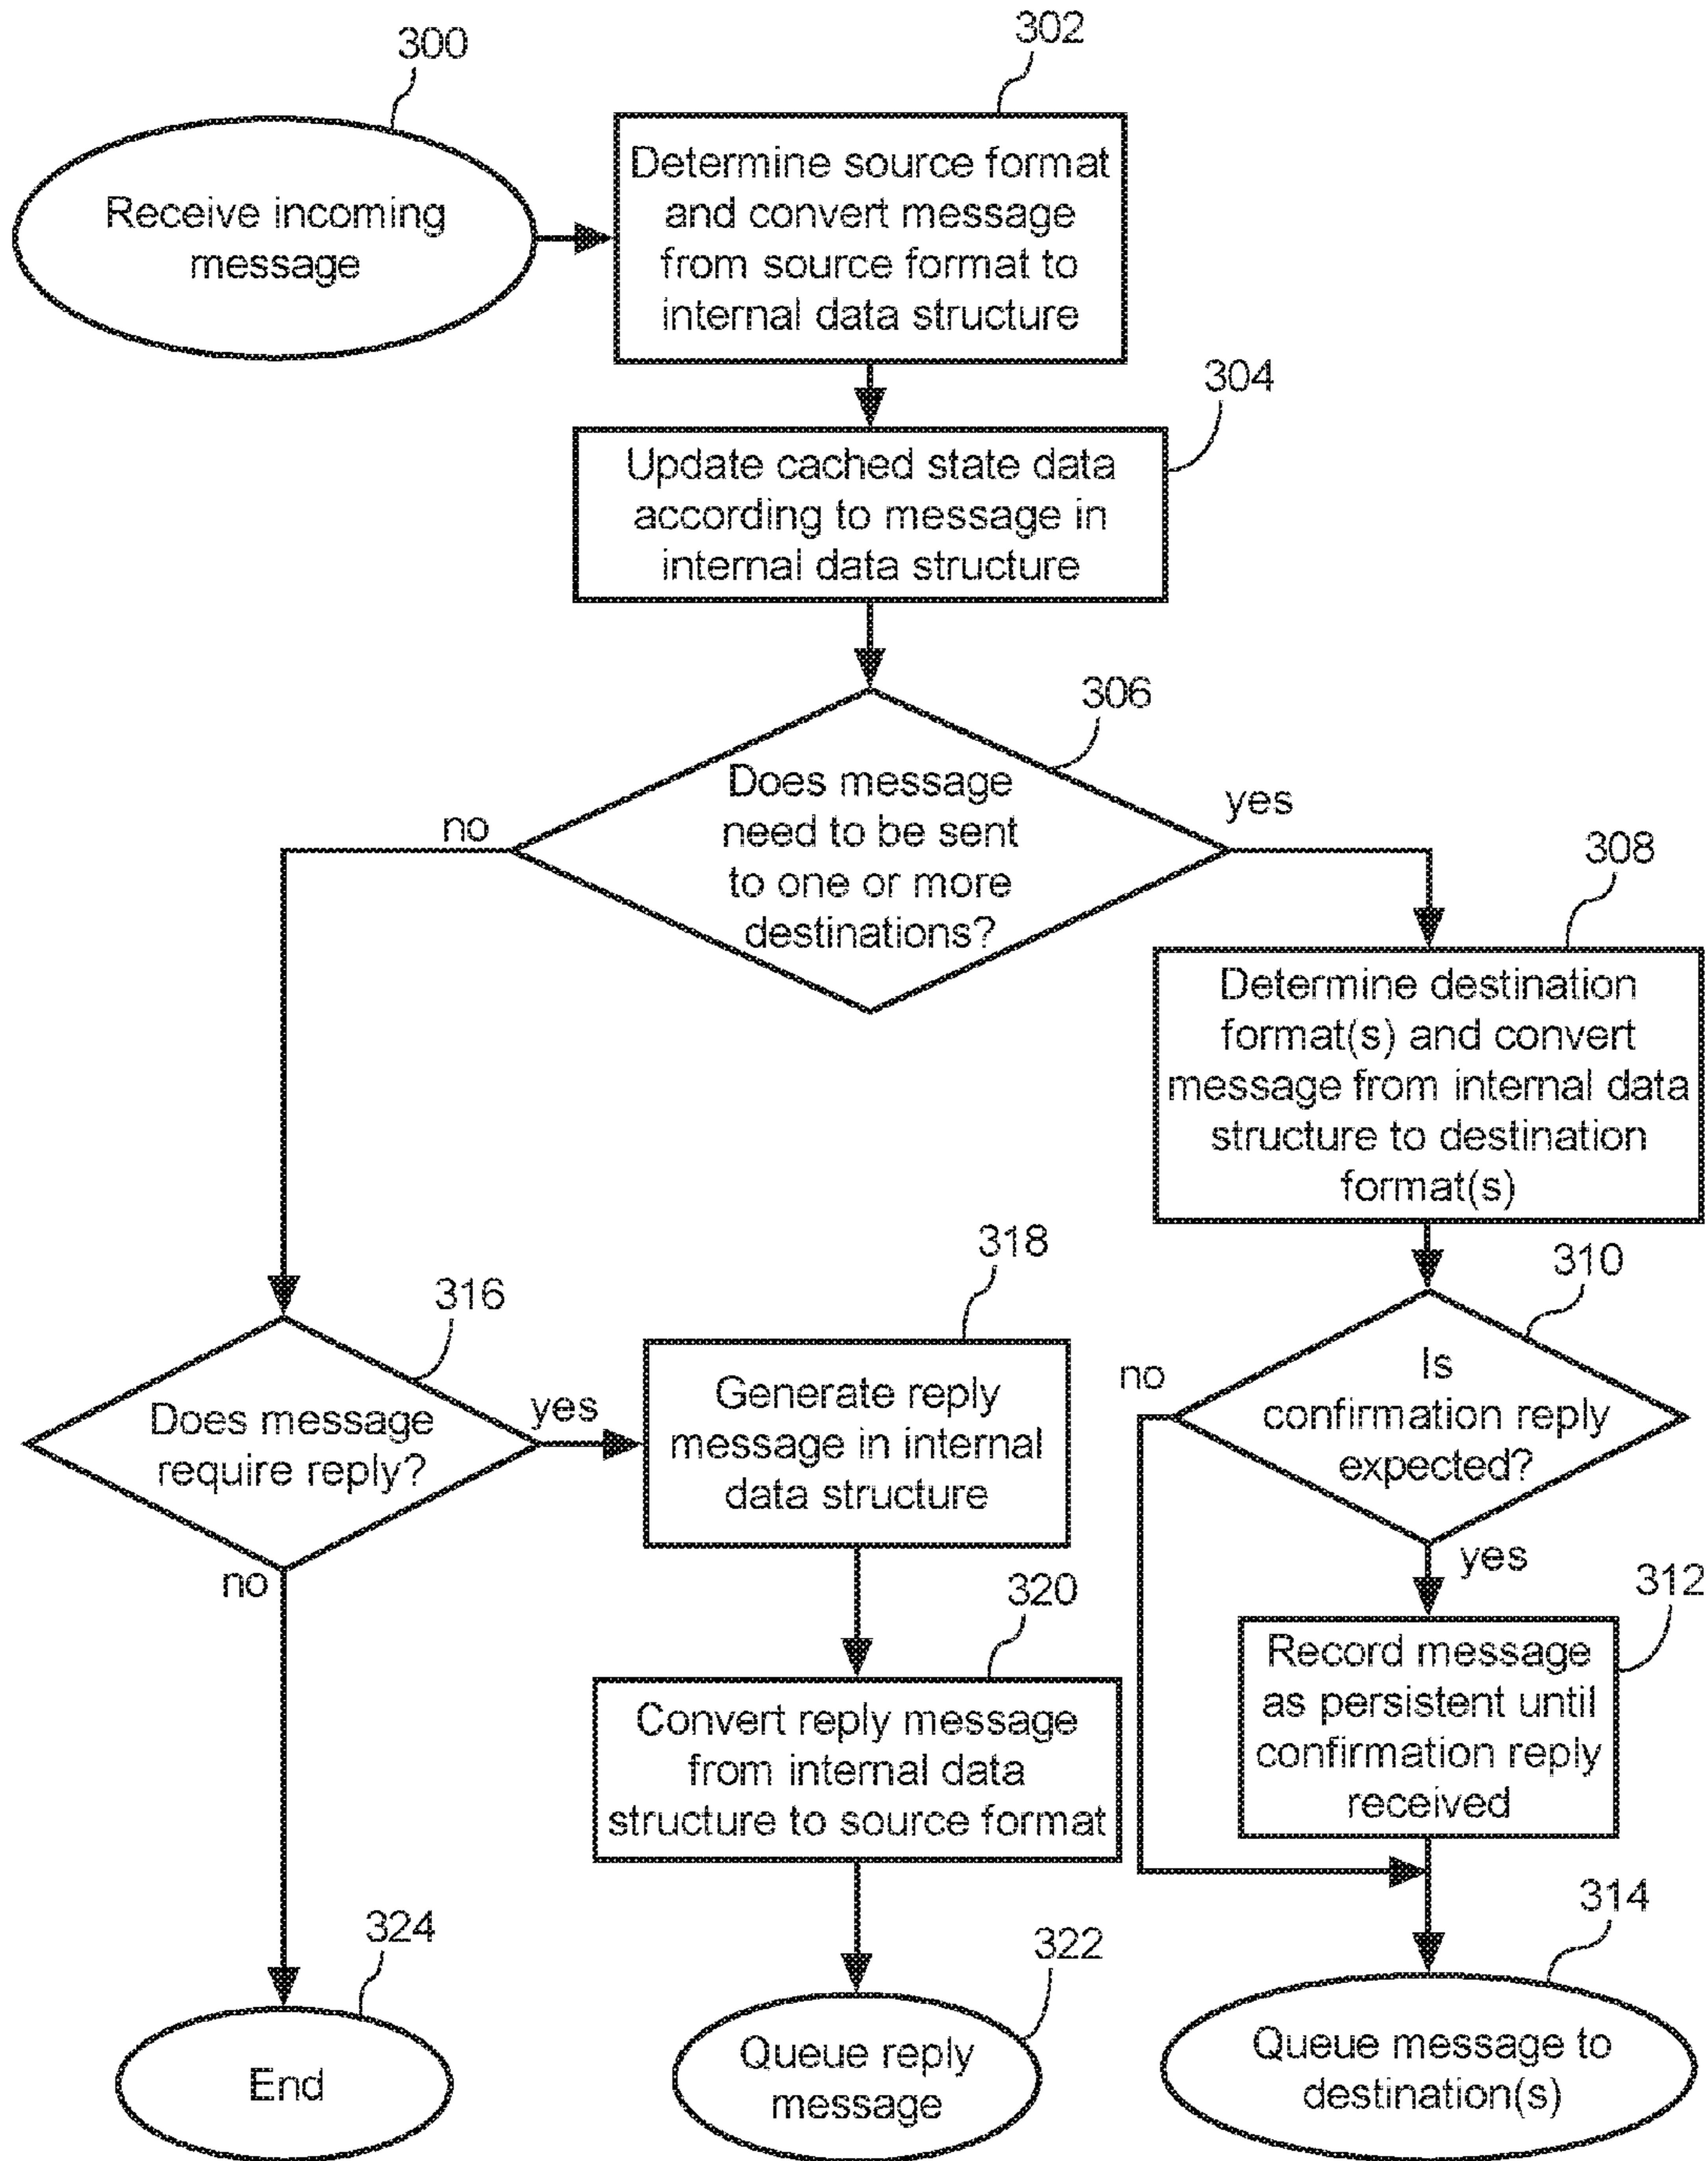 300
Receive incoming
message
302
Determine source format
and convert message
from source format to
internal data structure
304
Update cached state data
according to message in
internal data structure
306
Does message
need to be sent
to one or more
destinations?
no
yes
308
Determine destination
format(s) and convert
message from internal data
structure to destination
format(s)
310
Is
confirmation reply
expected?
no
yes
312
Record message
as persistent until
confirmation reply
received
314
Queue message to
destination(s)
316
Does message
require reply?
yes
no
318
Generate reply
message in internal
data structure
320
Convert reply message
from internal data
structure to source format
322
Queue reply
message
324
End